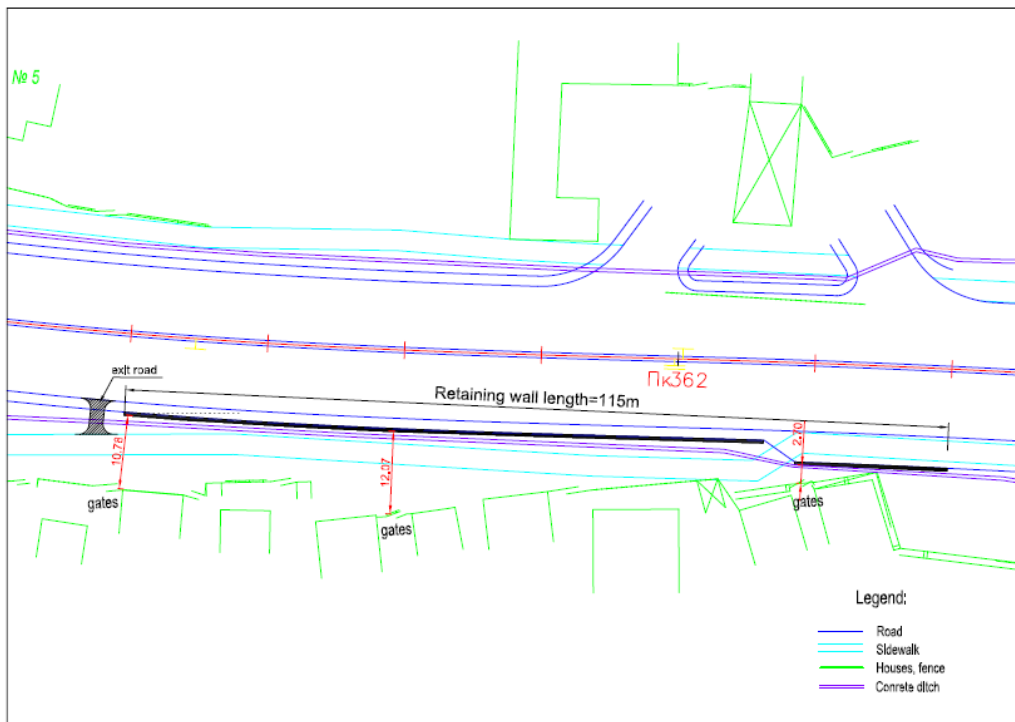 № 5
Пк362
exit road
Retaining wall length=115m
10.78
12.07
2.70
gates
gates
gates
Legend:
Road
Sidewalk
Houses, fence
Conrete ditch